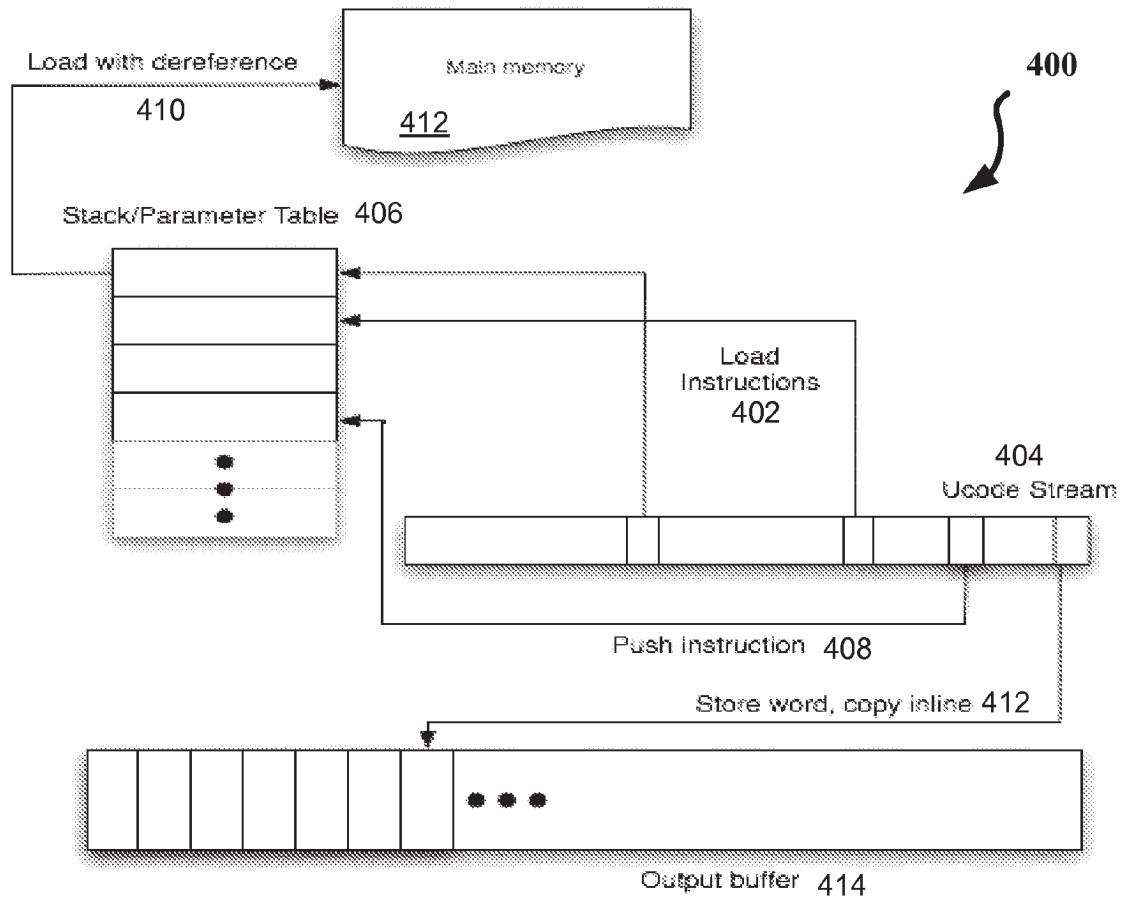 Load with dereference
410
Main memory
412
400
Stack/Parameter Table 406
Load
Instructions
402
404
Ucode Stream
Push instruction 408
Store word, copy inline 412
Output buffer 414